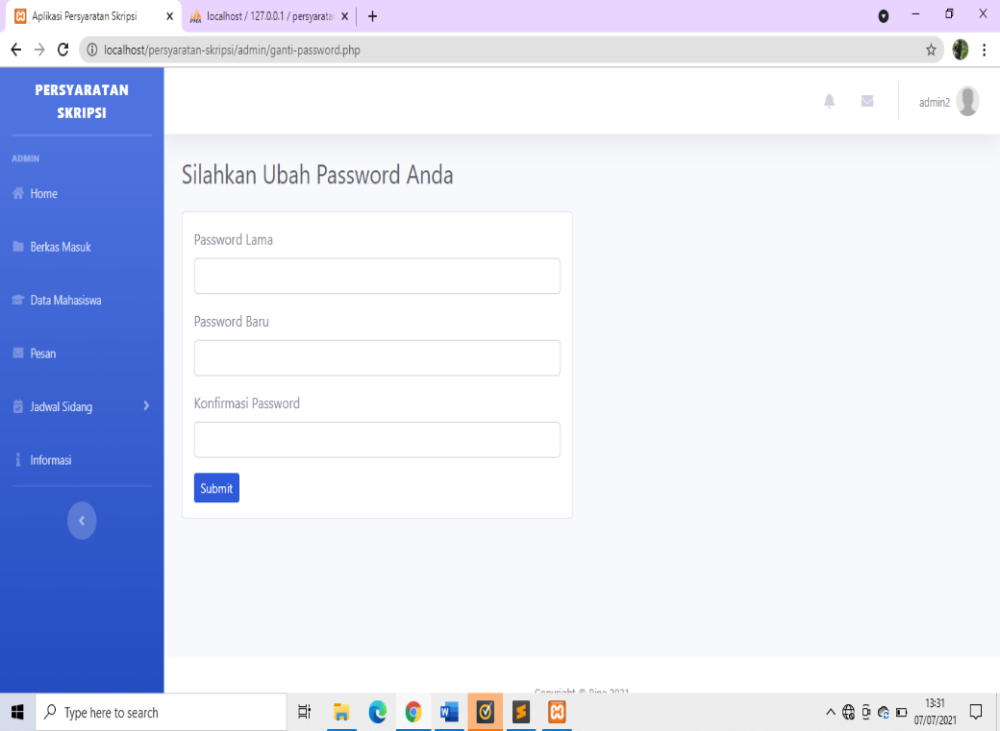 Aplikasi Persyaratan Skripsi
localhost / 127.0.0.1 / persyarata
localhost/persyaratan-skripsi/admin/ganti-password.php
PERSYARATAN
SKRIPSI
admin2
ADMIN
Home
Berkas Masuk
Data Mahasiswa
Pesan
Jadwal Sidang
Informasi
Silahkan Ubah Password Anda
Password Lama
Password Baru
Konfirmasi Password
Submit
Copyright © Rina 2021
Type here to search
13:31
07/07/2021